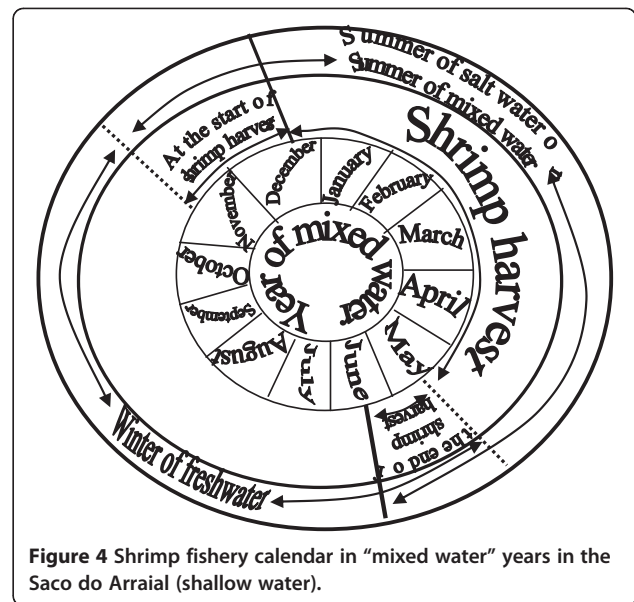 Summer of salt water o
Summer of mixed water
At the start of
shrimp harves
Shrimp harvest
January
February
March
April
May
June
July
August
September
October
November
December
Year of mixed water
the end o f
shrimp
harvest
Winter of freshwater
Figure 4 Shrimp fishery calendar in “mixed water” years in the
Saco do Arraial (shallow water).